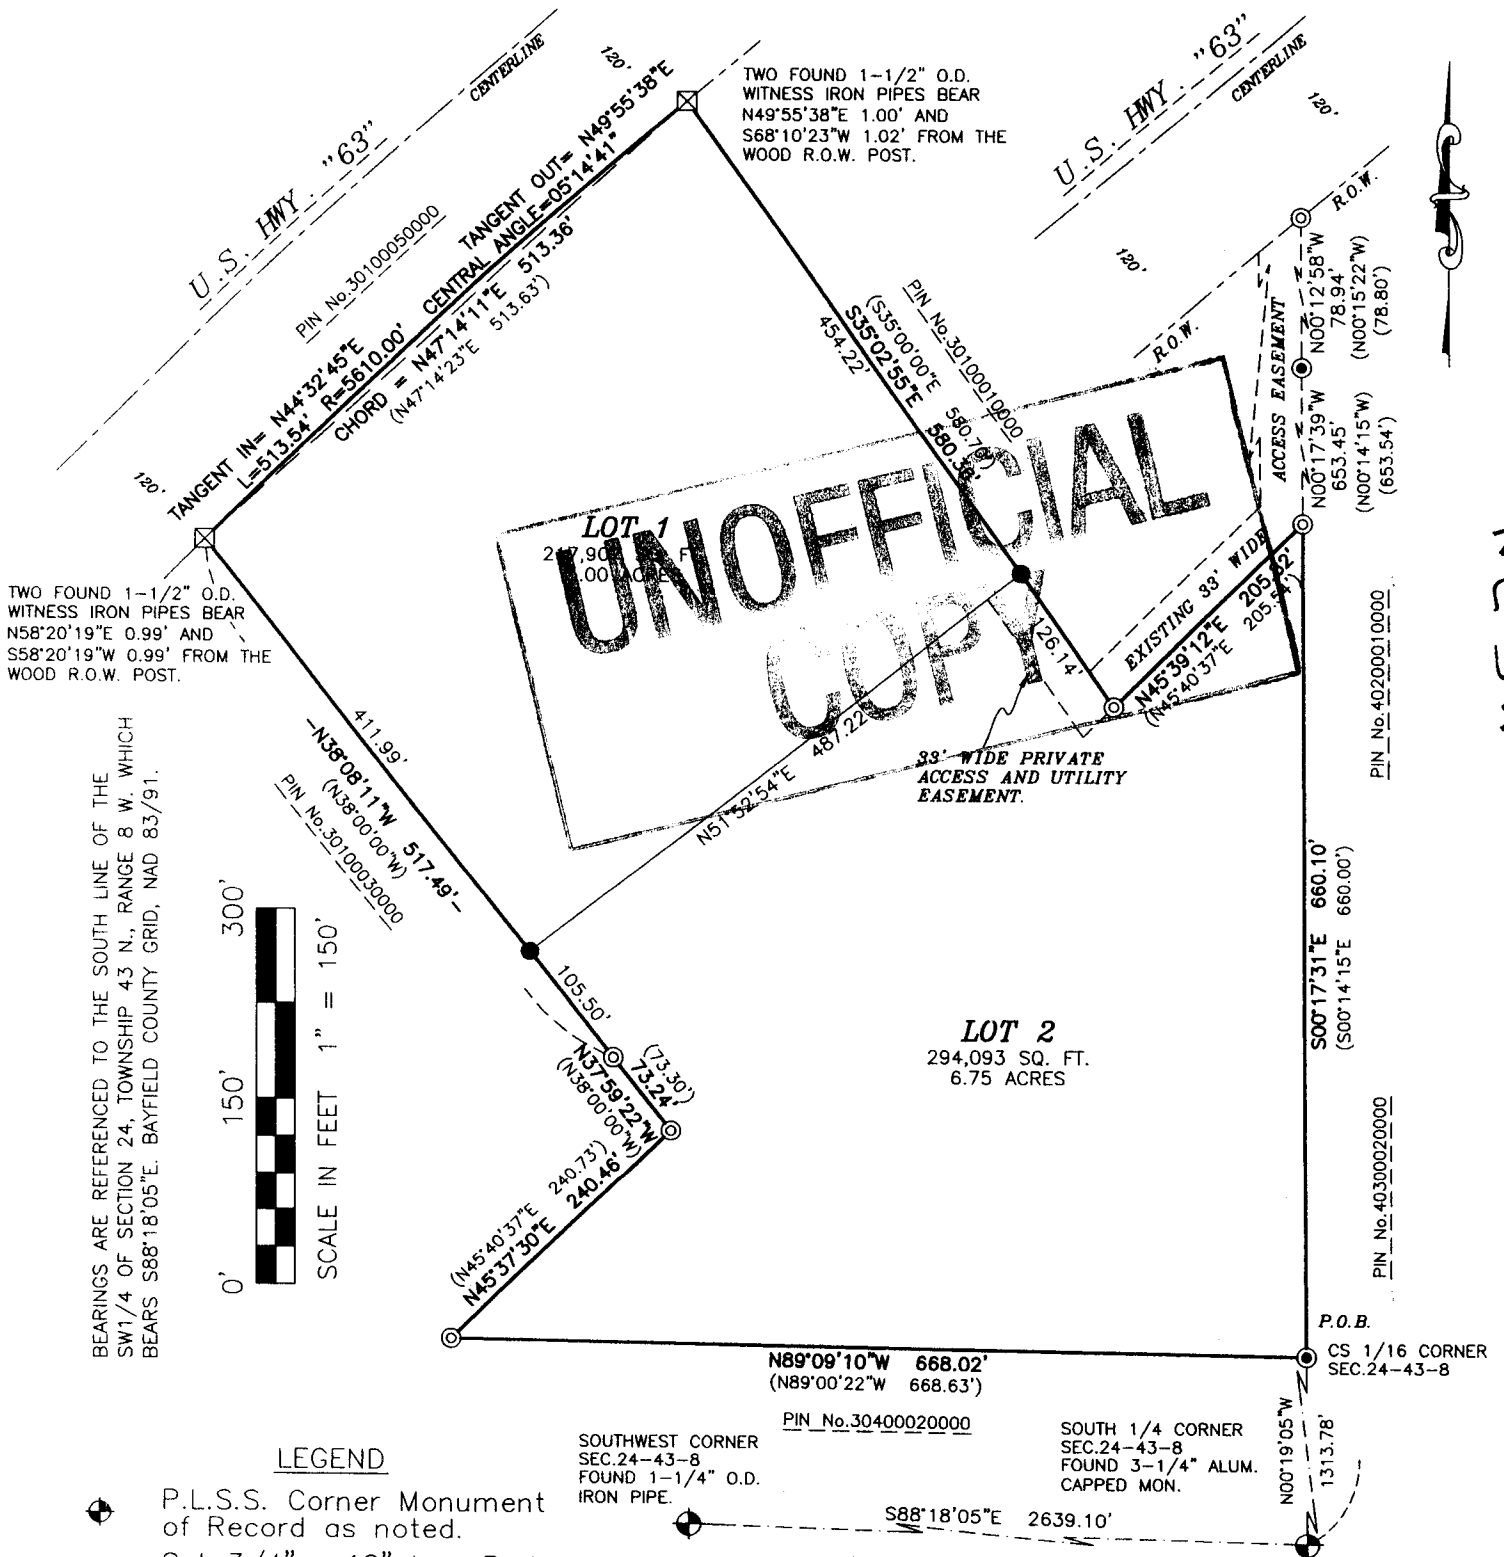 U.S. HWY. "63"
CENTERLINE
120'
TWO FOUND 1-1/2" O.D.
WITNESS IRON PIPES BEAR
N49°55'38"E 1.00' AND
S68°10'23"W 1.02' FROM THE
WOOD R.O.W. POST.
U.S. HWY. "63"
CENTERLINE
120'
R.O.W.
120'
R.O.W.
PIN No.30100050000
TANGENT OUT= N49°55'38"E
CENTRAL ANGLE=05°14'41"
TANGENT IN= N44°32'45"E
L=513.54' R=5610.00'
CHORD = N47°14'11"E 513.36'
(N47°14'23"E 513.63')
120'
PIN No.30100010000
(S35°00'00"E 580.70')
S35°02'55"E 580.36'
454.22'
126.14'
ACCESS EASEMENT
N00°12'58"W
78.94'
(N00°15'22"W)
(78.80')
N00°17'39"W
653.45'
(N00°14'15"W)
(653.54')
LOT 1
.00 ACRES
UNOFFICIAL
COPY
EXISTING 33' WIDE
N45°39'12"E
(N45°40'37"E 205.54')
TWO FOUND 1-1/2" O.D.
WITNESS IRON PIPES BEAR
N58°20'19"E 0.99' AND
S58°20'19"W 0.99' FROM THE
WOOD R.O.W. POST.
33' WIDE PRIVATE
ACCESS AND UTILITY
EASEMENT.
N51°52'54"E 487.22'
411.99'
N38°08'11"W 517.49'
(N38°00'00"W)
PIN No.30100030000
105.50'
(73.30')
73.24'
N37°59'22"W
(N38°00'00"W)
PIN No.40200010000
S00°17'31"E 660.10'
(S00°14'15"E 660.00')
BEARINGS ARE REFERENCED TO THE SOUTH LINE OF THE
SW1/4 OF SECTION 24, TOWNSHIP 43 N., RANGE 8 W. WHICH
BEARS S88°18'05"E. BAYFIELD COUNTY GRID, NAD 83/91.
0' 150' 300'
SCALE IN FEET 1" = 150'
LOT 2
294,093 SQ. FT.
6.75 ACRES
(N45°40'37"E 240.73')
N45°37'30"E 240.46'
PIN No.40300020000
P.O.B.
CS 1/16 CORNER
SEC.24-43-8
N89°09'10"W 668.02'
(N89°00'22"W 668.63')
PIN No.30400020000
SOUTHWEST CORNER
SEC.24-43-8
FOUND 1-1/4" O.D.
IRON PIPE.
SOUTH 1/4 CORNER
SEC.24-43-8
FOUND 3-1/4" ALUM.
CAPPED MON.
N00°19'05"W
1313.78'
S88°18'05"E 2639.10'
LEGEND
P.L.S.S. Corner Monument
of Record as noted.